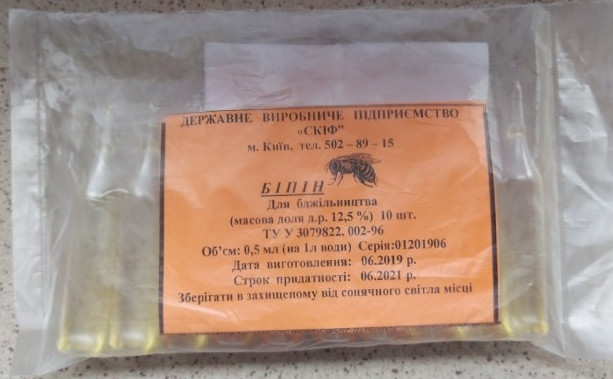 ДЕРЖАВНЕ ВИРОБНИЧЕ ПІДПРИЄМСТВО
«СКІФ”
м. Київ, тел. 502 – 89 – 15
БІПІН
Для бджільництва
(масова доля д.р. 12,5 %) 10 шт.
ТУ У 3079822. 002-96
Об’єм: 0,5 мл (на 1л води) Серія:01201906
Дата виготовлення: 06.2019 р.
Строк придатності: 06.2021 р.
Зберігати в захищеному від сонячного світла місці